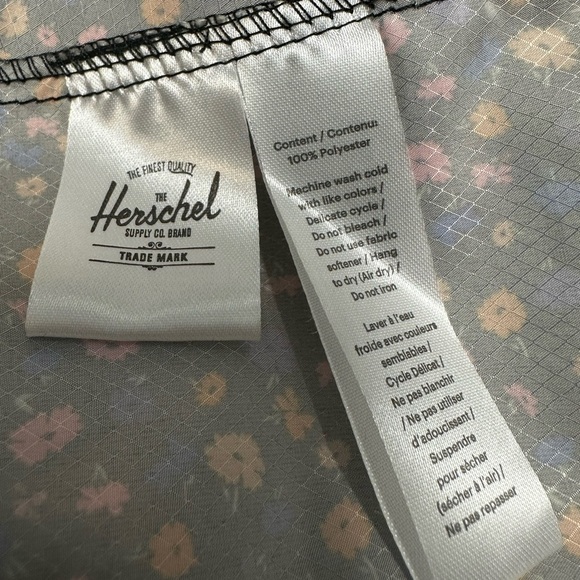 THE FINEST QUALITY
THE
Herschel
SUPPLY CO. BRAND
TRADE MARK
Content / Contenu:
100% Polyester
Machine wash cold
with like colors /
Delicate cycle /
Do not bleach /
Do not use fabric
softener / Hang
to dry (Air dry) /
Do not iron
Laver à l'eau
froide avec couleurs
semblables /
Cycle Délicat /
Ne pas blanchir
/ Ne pas utiliser
d'adoucissant /
Suspendre
pour sécher
(sécher à l'air) /
Ne pas repasser